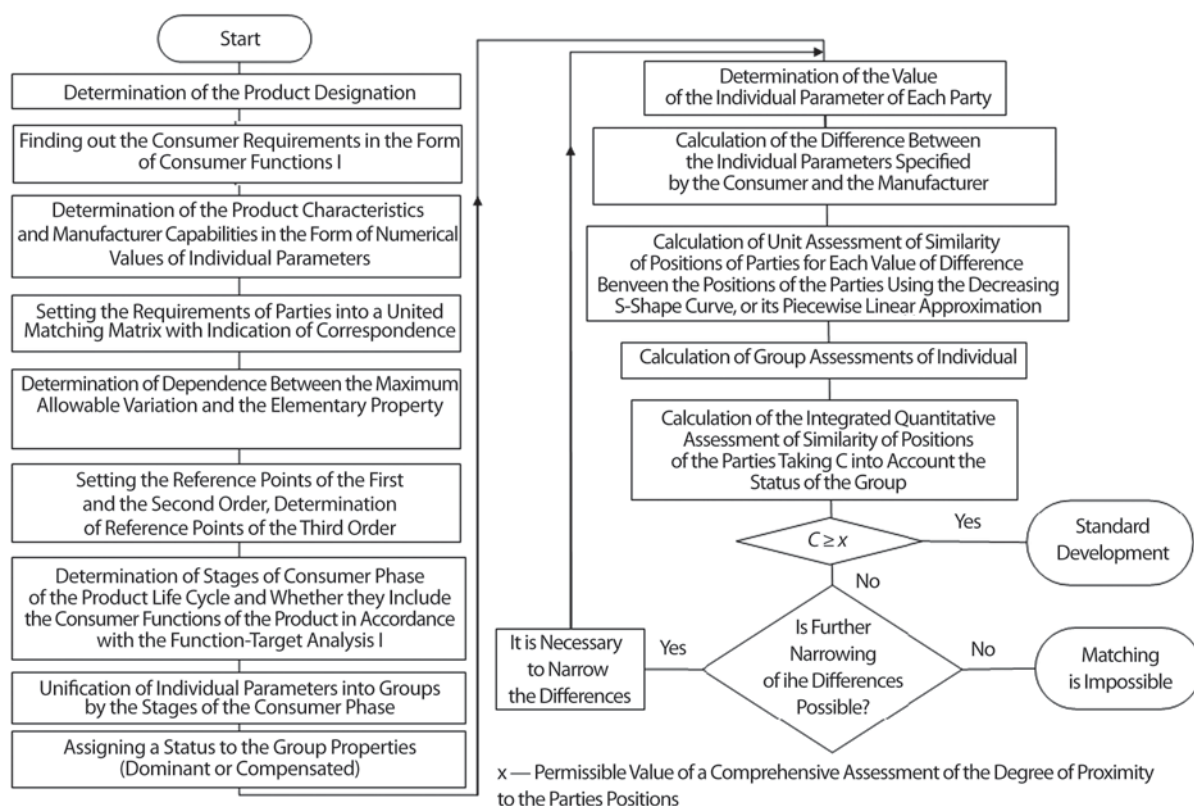 Start
Determination of the Product Designation
Finding out the Consumer Requirements in the Form
of Consumer Functions I
Determination of the Product Characteristics
and Manufacturer Capabilities in the Form of Numerical
Values of Individual Parameters
Setting the Requirements of Parties into a United
Matching Matrix with Indication of Correspondence
Determination of Dependence Between the Maximum
Allowable Variation and the Elementary Property
Setting the Reference Points of the First
and the Second Order, Determination
of Reference Points of the Third Order
Determination of Stages of Consumer Phase
of the Product Life Cycle and Whether they Include
the Consumer Functions of the Product in Accordance
with the Function-Target Analysis I
Unification of Individual Parameters into Groups
by the Stages of the Consumer Phase
Assigning a Status to the Group Properties
(Dominant or Compensated)
Determination of the Value
of the Individual Parameter of Each Party
Calculation of the Difference Between
the Individual Parameters Specified
by the Consumer and the Manufacturer
Calculation of Unit Assessment of Similarity
of Positions of Parties for Each Value of Difference
Benveen the Positions of the Parties Using the Decreasing
S-Shape Curve, or its Piecewise Linear Approximation
Calculation of Group Assessments of Individual
Calculation of the Integrated Quantitative
Assessment of Similarity of Positions
of the Parties Taking C into Account the
Status of the Group
C ≥ x
Yes
Standard
Development
No
Is Further
Narrowing
of ihe Differences
Possible?
Yes
It is Necessary
to Narrow
the Differences
No
Matching
is Impossible
x — Permissible Value of a Comprehensive Assessment of the Degree of Proximity
to the Parties Positions